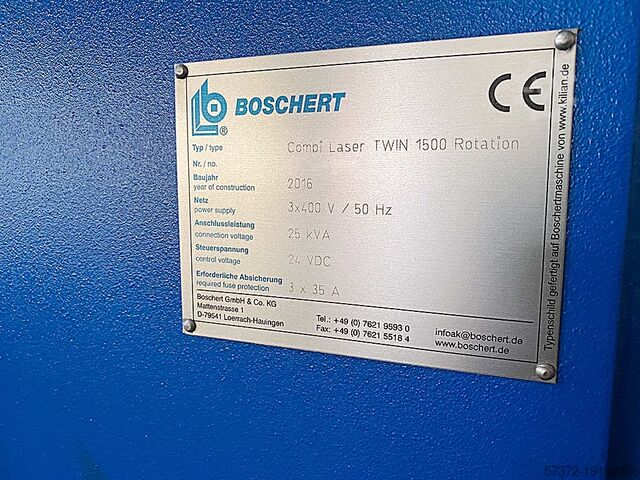 BOSCHERT
®
CE
Typ / type Combi Laser TWIN 1500 Rotation
Nr. / no.
Baujahr
year of construction 2016
Netz
power supply 3x400 V / 50 Hz
Anschlussleistung
connection voltage 25 kVA
Steuerspannung
control voltage 24 VDC
Erforderliche Absicherung
required fuse protection 3 x 35 A
Boschert GmbH & Co. KG
Mattenstrasse 1
D-79541 Loerrach-Hauingen
Tel.: +49 (0) 7621 9593 0
Fax: +49 (0) 7621 5518 4
infoak@boschert.de
www.boschert.de
Typenschild gefertigt auf Boschertmaschine von www.kilian.de